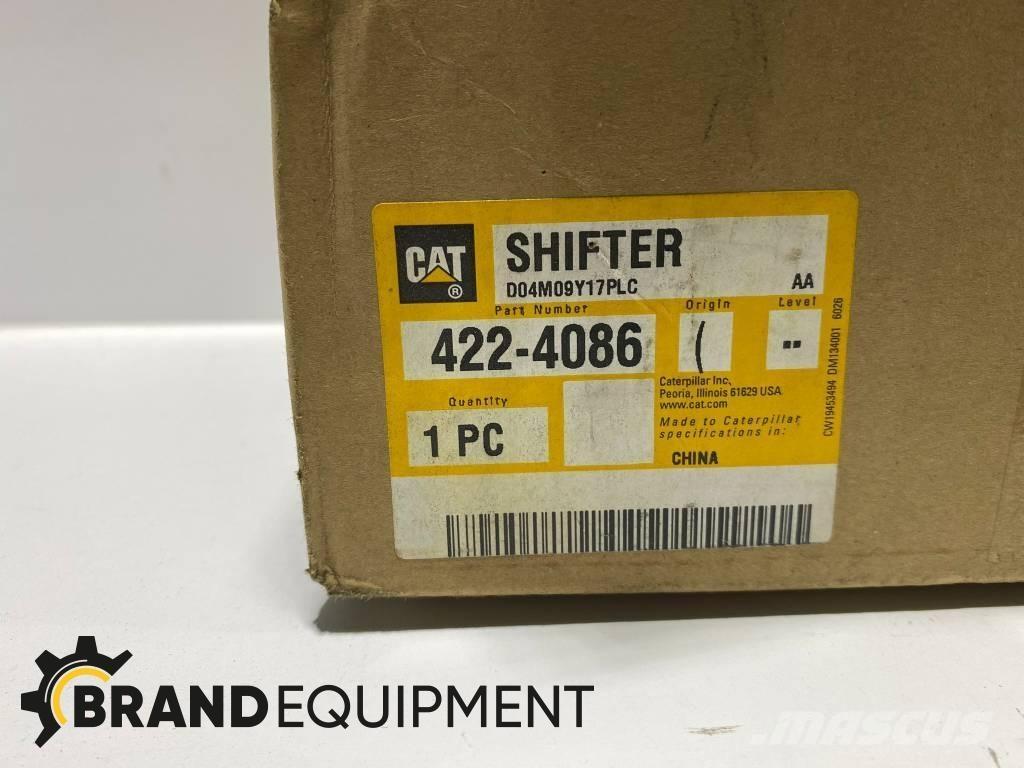 CAT
®
SHIFTER
D04M09Y17PLC AA
Part Number Origin Level
422-4086 ( --
Quantity
1 PC
Caterpillar Inc,
Peoria, Illinois 61629 USA
www.cat.com
Made to Caterpillar
specifications in:
CHINA
CW19453494 DM134001 6026
BRANDEQUIPMENT
MASCUS